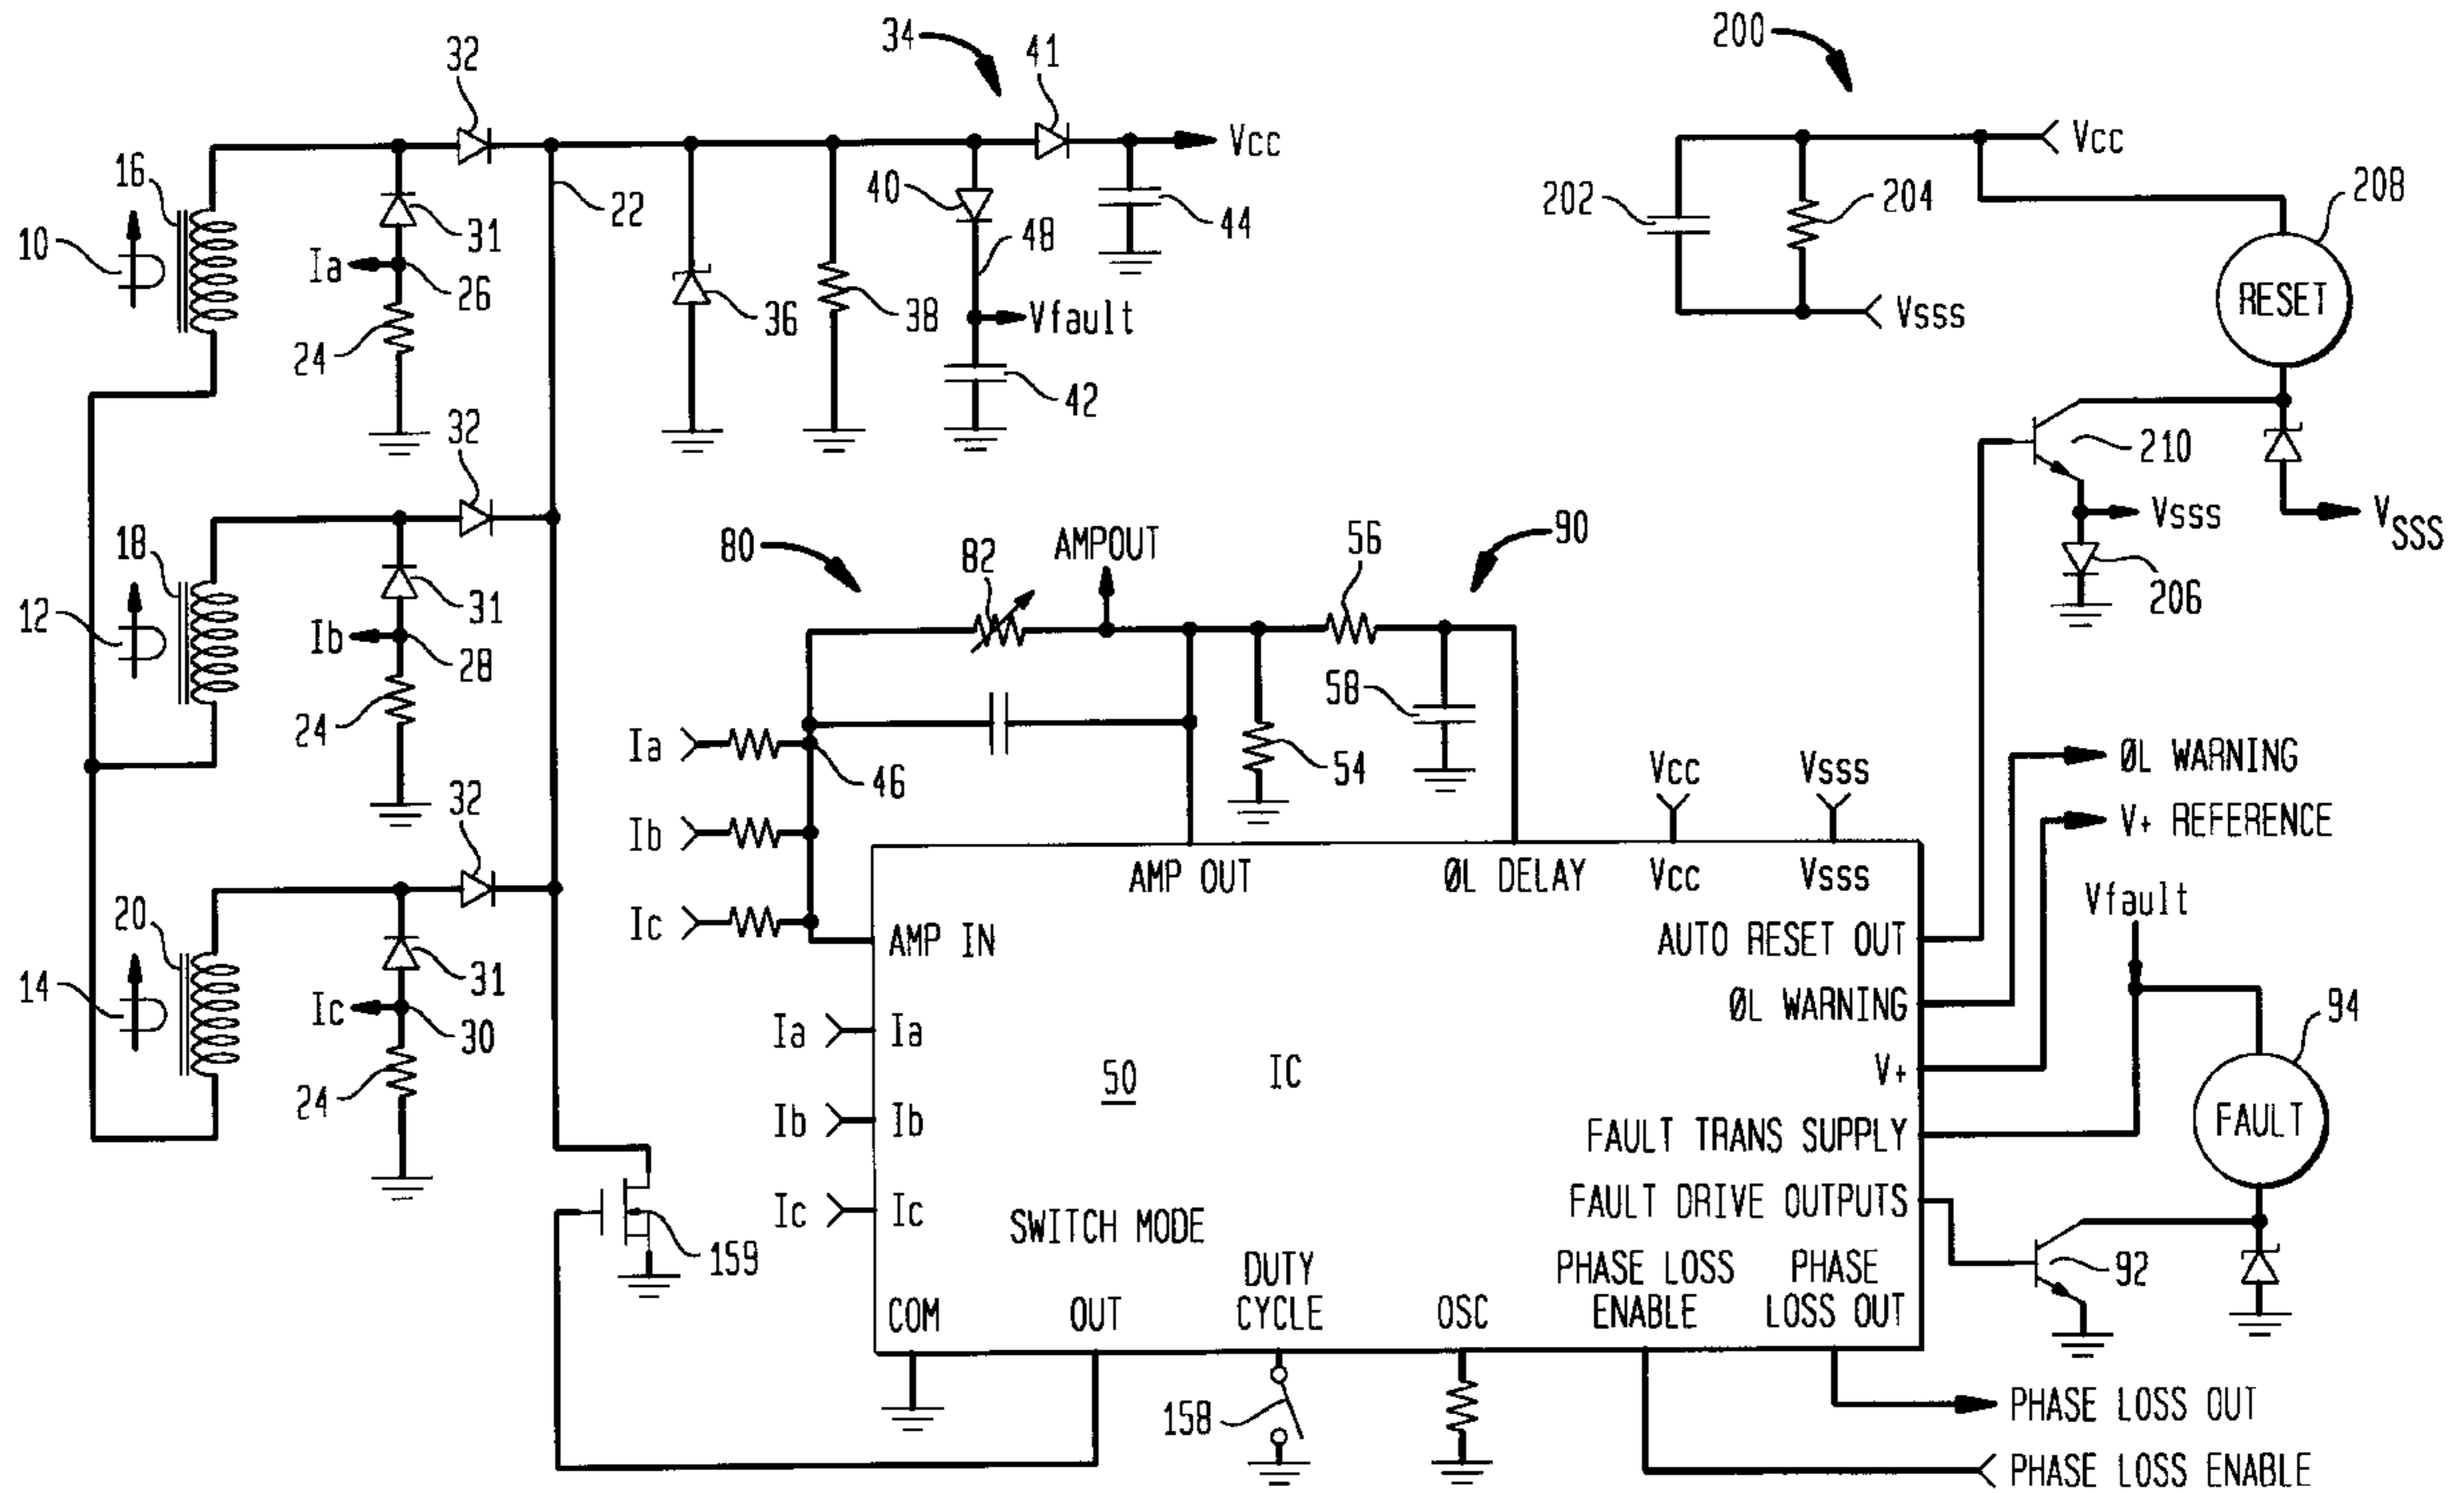 34
41
200
32
Vcc
Vcc
16
40
22
44
202
204
208
10
31
48
Ia
26
36
38
Vfault
Vsss
RESET
24
42
32
210
Vsss
VSSS
18
80
82
AMPOUT
56
90
206
12
31
Ib
28
58
24
Ia
46
54
Vcc
Vsss
ØL WARNING
32
Ib
V+ REFERENCE
AMP OUT
ØL DELAY
Vcc
Vsss
Vfault
20
Ic
AMP IN
AUTO RESET OUT
14
31
Ic
30
ØL WARNING
94
Ia
Ia
50
IC
V+
24
Ib
Ib
FAULT TRANS SUPPLY
FAULT
Ic
Ic
FAULT DRIVE OUTPUTS
SWITCH MODE
159
92
COM
OUT
DUTY
CYCLE
OSC
PHASE LOSS
ENABLE
PHASE
LOSS OUT
158
PHASE LOSS OUT
PHASE LOSS ENABLE